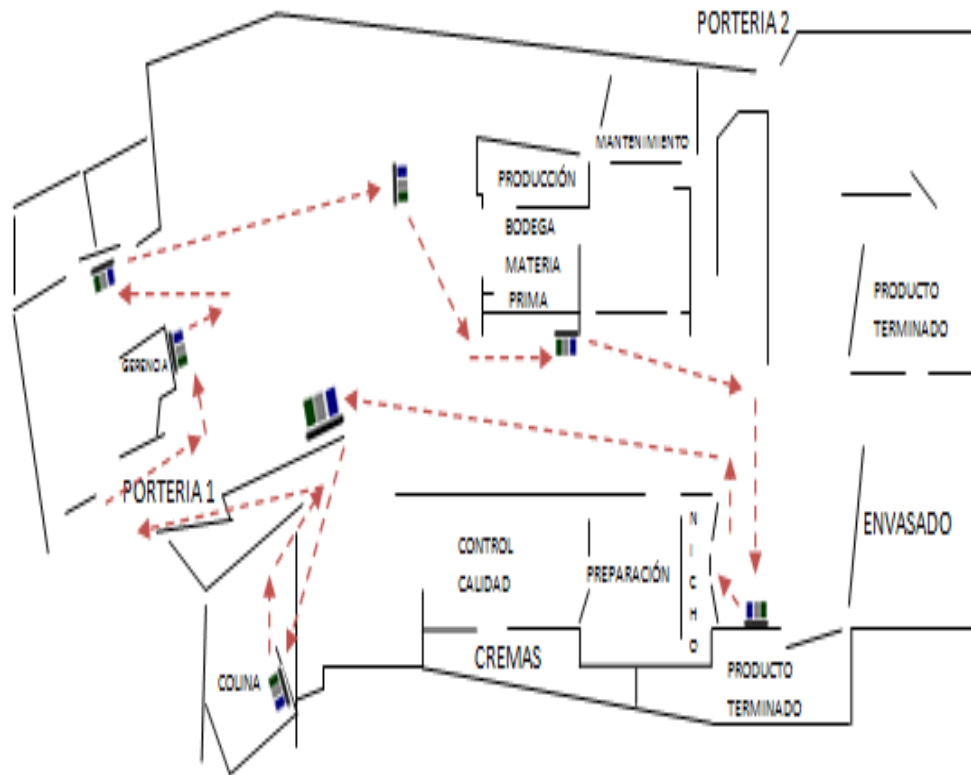 PORTERIA 2
MANTENIMIENTO
PRODUCCIÓN
BODEGA
MATERIA
PRIMA
PRODUCTO
TERMINADO
GERENCIA
PORTERIA 1
ENVASADO
CONTROL
CALIDAD
PREPARACIÓN
N
I
C
H
O
CREMAS
COLINA
PRODUCTO
TERMINADO